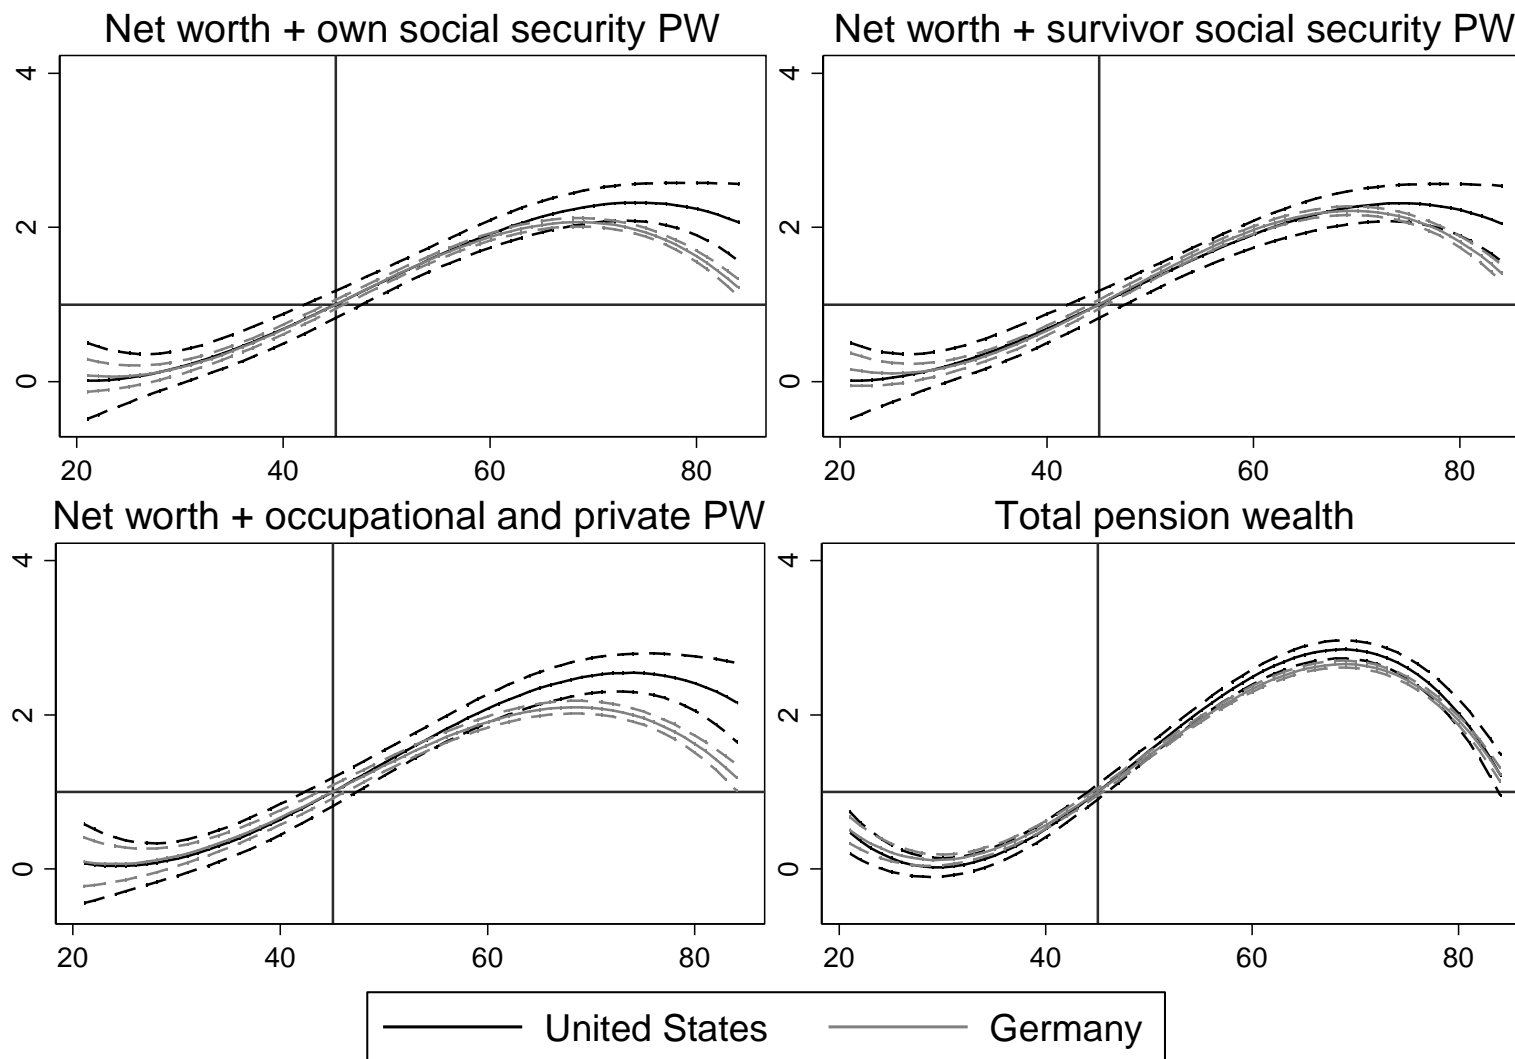 Net worth + own social security PW
4
2
0
20 40 60 80
Net worth + survivor social security PW
4
2
0
20 40 60 80
Net worth + occupational and private PW
4
2
0
20 40 60 80
Total pension wealth
4
2
0
20 40 60 80
United States Germany